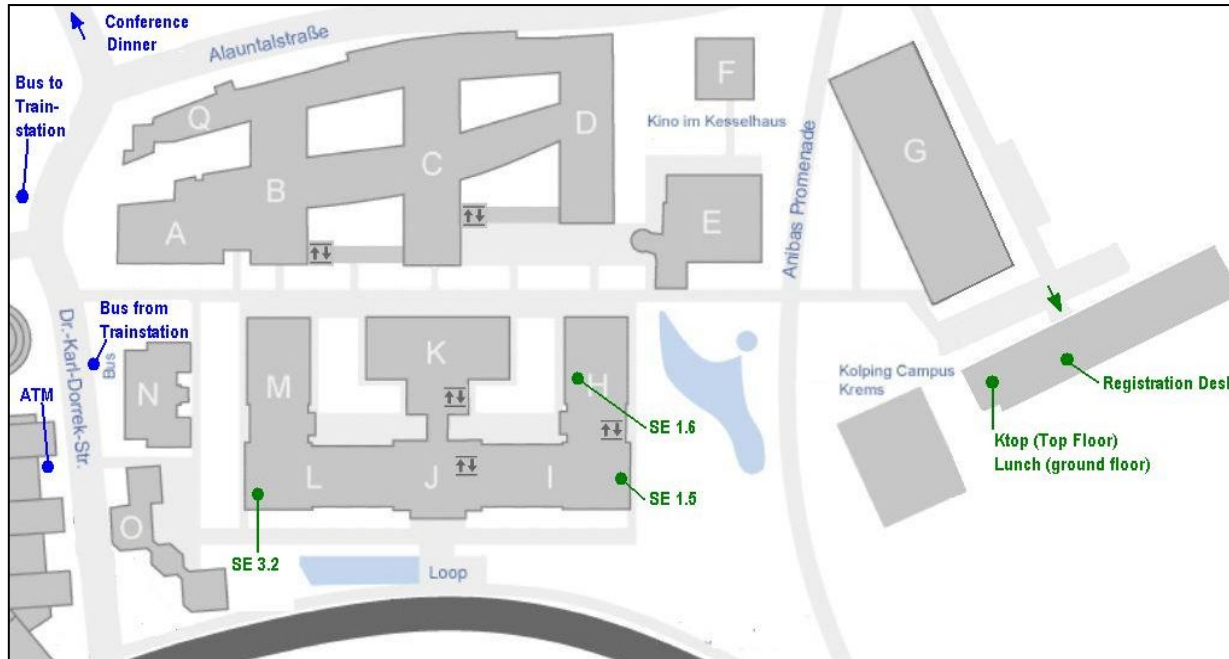 Conference
Dinner
Alauntalstraße
Bus to
Train-
station
Q
F
D
Kino im Kesselhaus
C
G
B
A
E
Anibas Promenade
Bus from
Trainstation
Dr.-Karl-Dorrek-Str.
Bus
K
M
H
N
Kolping Campus
Krems
Registration Desk
ATM
SE 1.6
Ktop (Top Floor)
Lunch (ground floor)
L
J
I
SE 1.5
O
SE 3.2
Loop